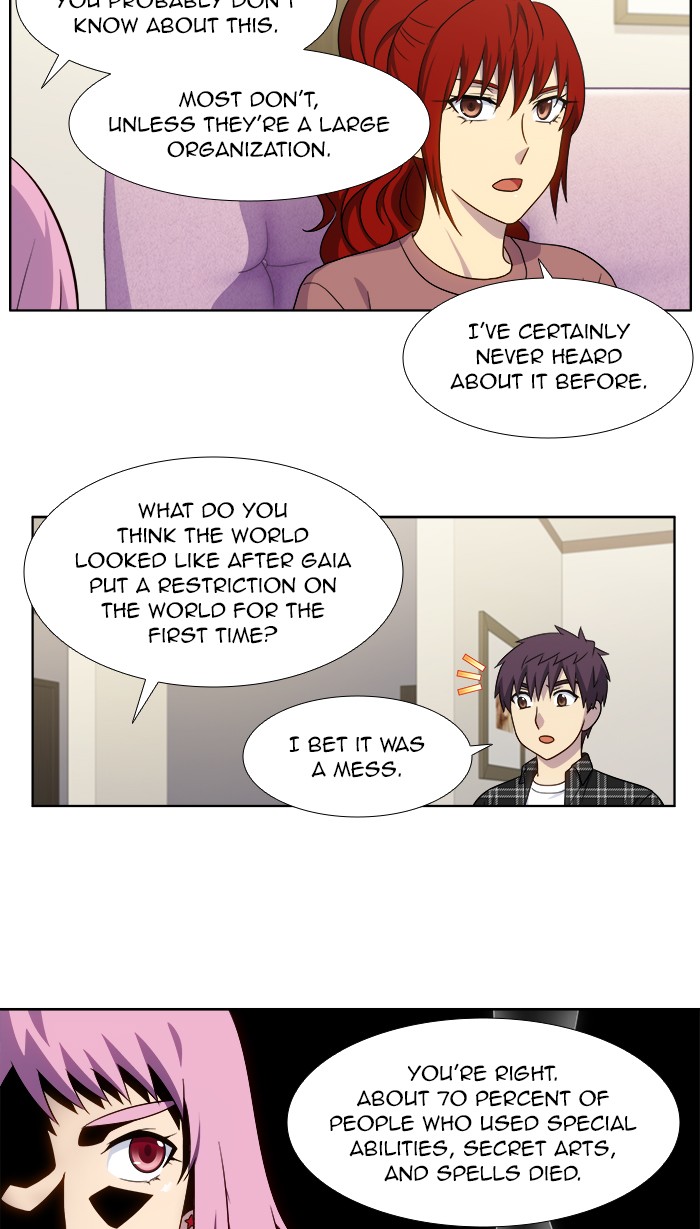 YOU PROBABLY DON'T
KNOW ABOUT THIS.
MOST DON'T,
UNLESS THEY'RE A LARGE
ORGANIZATION.
I'VE CERTAINLY
NEVER HEARD
ABOUT IT BEFORE.
WHAT DO YOU
THINK THE WORLD
LOOKED LIKE AFTER GAIA
PUT A RESTRICTION ON
THE WORLD FOR THE
FIRST TIME?
I BET IT WAS
A MESS.
YOU'RE RIGHT.
ABOUT 70 PERCENT OF
PEOPLE WHO USED SPECIAL
ABILITIES, SECRET ARTS,
AND SPELLS DIED.